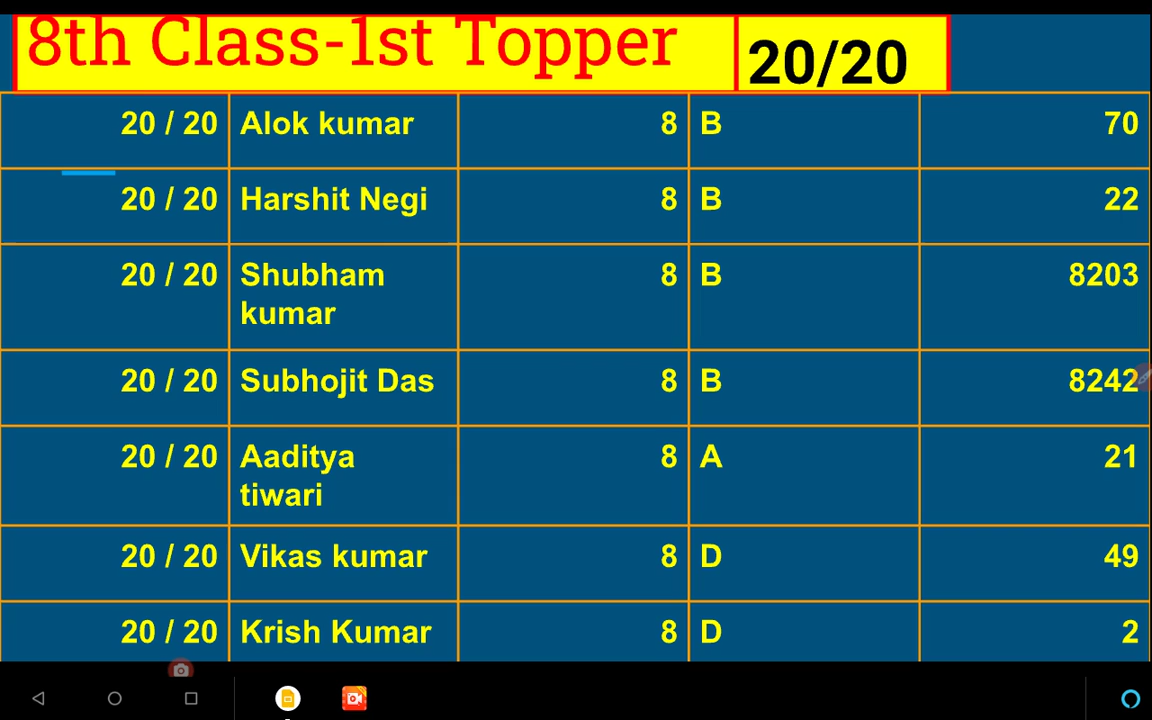 8th Class-1st Topper 20/20
20 / 20 Alok kumar 8 B 70
20 / 20 Harshit Negi 8 B 22
20 / 20 Shubham 8 B 8203
kumar
20 / 20 Subhojit Das 8 B 8242
20 / 20 Aaditya 8 A 21
tiwari
20 / 20 Vikas kumar 8 D 49
20 / 20 Krish Kumar 8 D 2